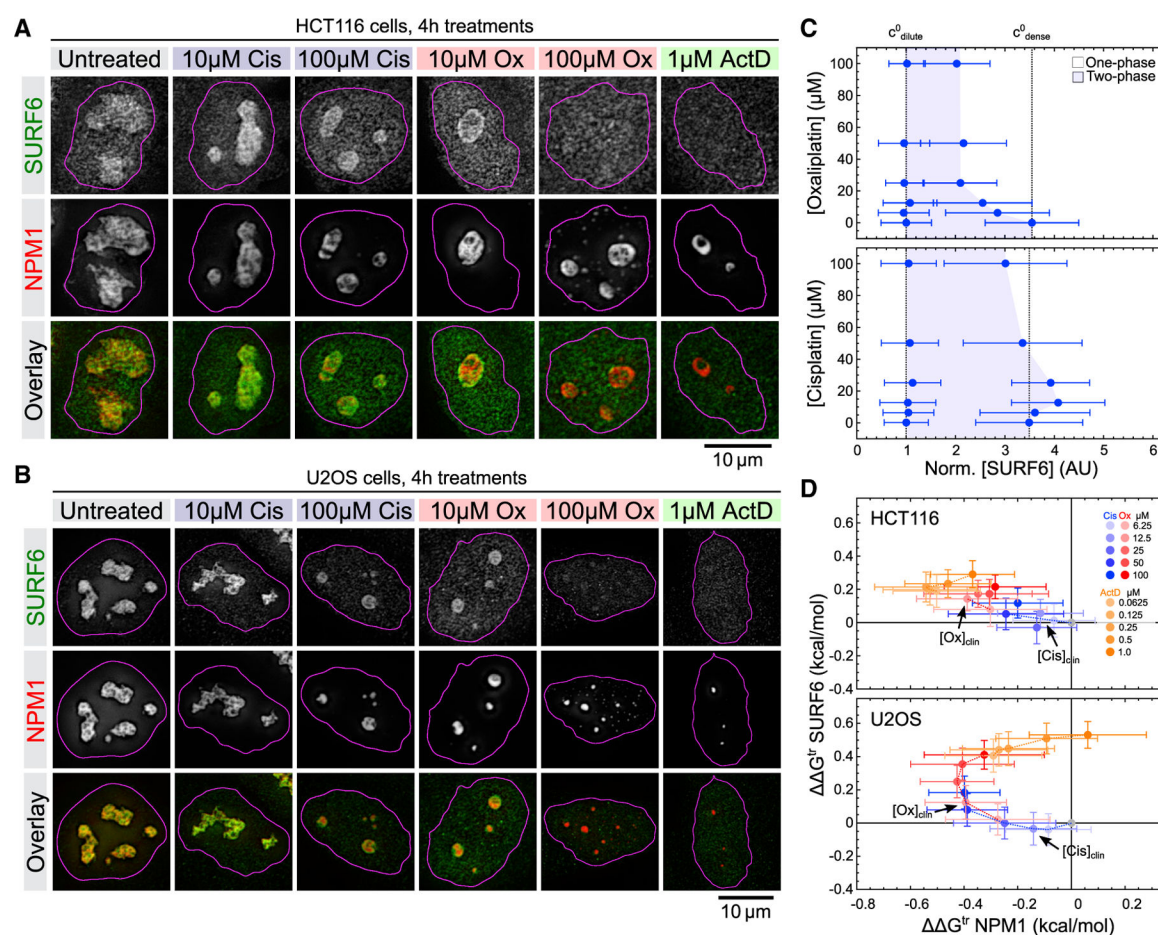 A
HCT116 cells, 4h treatments
Untreated
10µM Cis
100µM Cis
10µM Ox
100µM Ox
1µM ActD
SURF6
NPM1
Overlay
10 µm
B
U2OS cells, 4h treatments
Untreated
10µM Cis
100µM Cis
10µM Ox
100µM Ox
1µM ActD
SURF6
NPM1
Overlay
10 µm
C
c⁰dilute
c⁰dense
One-phase
Two-phase
[Oxaliplatin] (µM)
100
80
60
40
20
0
[Cisplatin] (µM)
100
80
60
40
20
0
0 1 2 3 4 5 6
Norm. [SURF6] (AU)
D
HCT116
Cis Ox µM
6.25
12.5
25
50
100
ActD µM
0.0625
0.125
0.25
0.5
1.0
[Ox]clin
[Cis]clin
0.6
0.4
0.2
0
0.2
0.4
ΔΔGᵗʳ SURF6 (kcal/mol)
U2OS
[Ox]clin
[Cis]clin
0.6
0.4
0.2
0
0.2
0.4
-0.8 -0.6 -0.4 -0.2 0 0.2
ΔΔGᵗʳ NPM1 (kcal/mol)